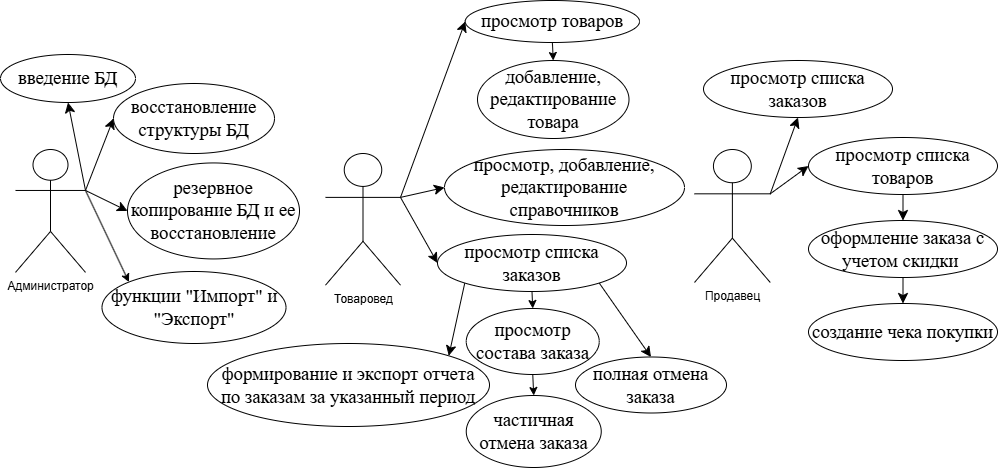 введение БД
восстановление
структуры БД
резервное
копирование БД и ее
восстановление
функции "Импорт" и
"Экспорт"
Администратор
просмотр товаров
добавление,
редактирование
товара
просмотр, добавление,
редактирование
справочников
просмотр списка
заказов
Товаровед
просмотр
состава заказа
формирование и экспорт отчета
по заказам за указанный период
полная отмена
заказа
частичная
отмена заказа
просмотр списка
заказов
просмотр списка
товаров
оформление заказа с
учетом скидки
создание чека покупки
Продавец